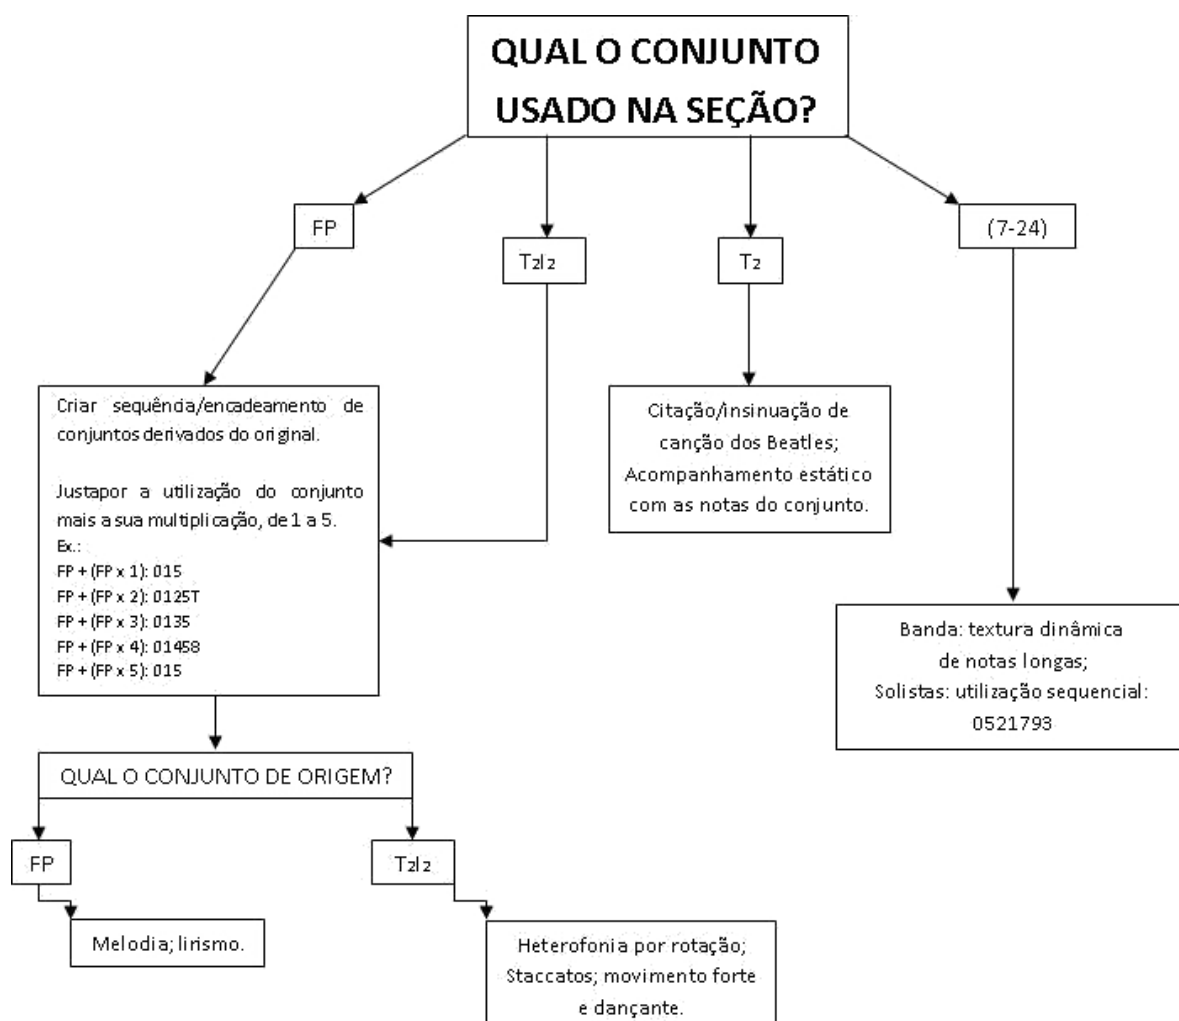 QUAL O CONJUNTO
USADO NA SEÇÃO?
FP
T₂I₂
T₂
(7-24)
Criar sequência/encadeamento de
conjuntos derivados do original.
Justapor a utilização do conjunto
mais a sua multiplicação, de 1 a 5.
Ex.:
FP + (FP x 1): 015
FP + (FP x 2): 0125T
FP + (FP x 3): 0135
FP + (FP x 4): 01458
FP + (FP x 5): 015
Citação/insinuação de
canção dos Beatles;
Acompanhamento estático
com as notas do conjunto.
Banda: textura dinâmica
de notas longas;
Solistas: utilização sequencial:
0521793
QUAL O CONJUNTO DE ORIGEM?
FP
T₂I₂
Melodia; lirismo.
Heterofonia por rotação;
Staccatos; movimento forte
e dançante.